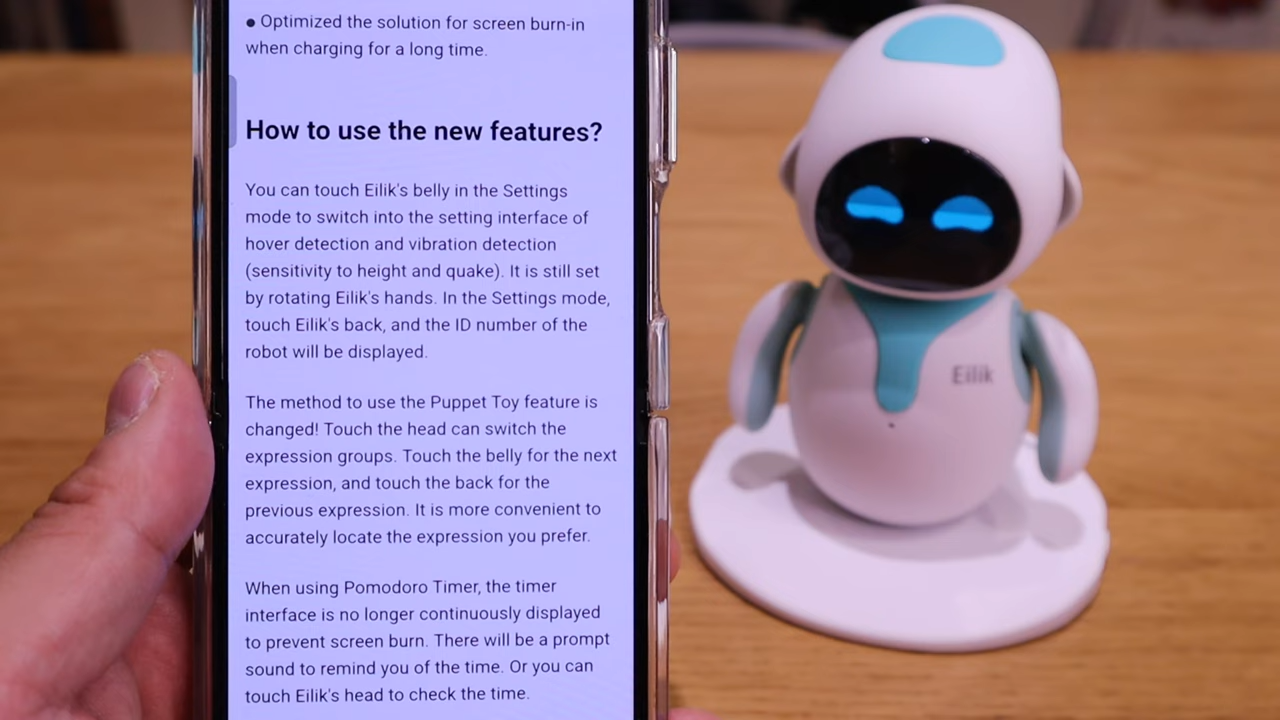 ● Optimized the solution for screen burn-in
when charging for a long time.
How to use the new features?
You can touch Eilik's belly in the Settings
mode to switch into the setting interface of
hover detection and vibration detection
(sensitivity to height and quake). It is still set
by rotating Eilik's hands. In the Settings mode,
touch Eilik's back, and the ID number of the
robot will be displayed.
The method to use the Puppet Toy feature is
changed! Touch the head can switch the
expression groups. Touch the belly for the next
expression, and touch the back for the
previous expression. It is more convenient to
accurately locate the expression you prefer.
When using Pomodoro Timer, the timer
interface is no longer continuously displayed
to prevent screen burn. There will be a prompt
sound to remind you of the time. Or you can
touch Eilik's head to check the time.
Eilik